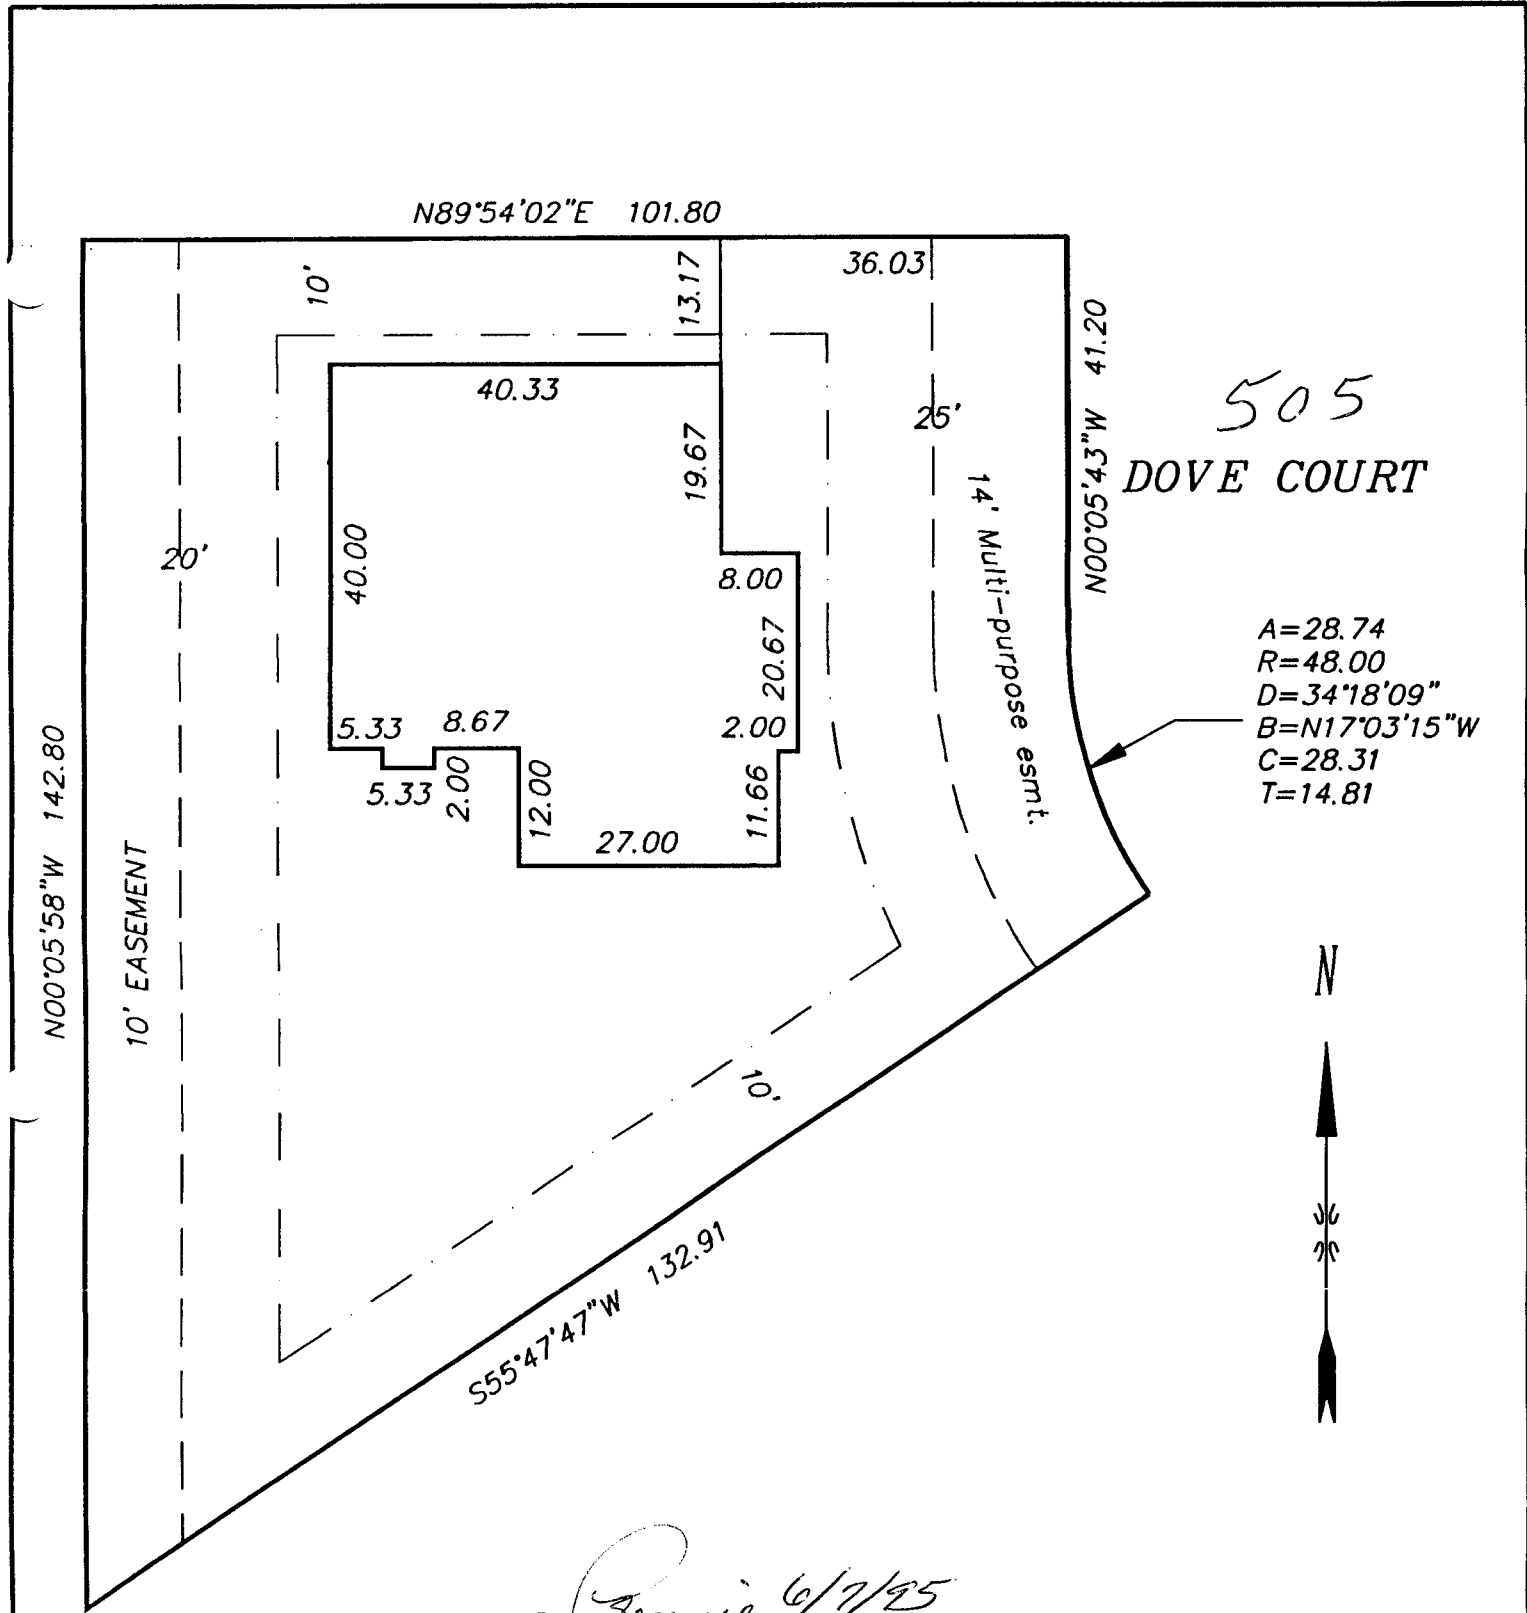 N89°54'02"E 101.80
10'
13.17
36.03
N00°05'43"W 41.20
40.33
505
25'
DOVE COURT
19.67
14' Multi-purpose esmt.
40.00
20'
8.00
A=28.74
R=48.00
D=34°18'09"
B=N17°03'15"W
C=28.31
T=14.81
20.67
5.33
8.67
2.00
5.33
2.00
12.00
11.66
27.00
N00°05'58"W 142.80
10' EASEMENT
N
10'
S55°47'47"W 132.91
6/7/95